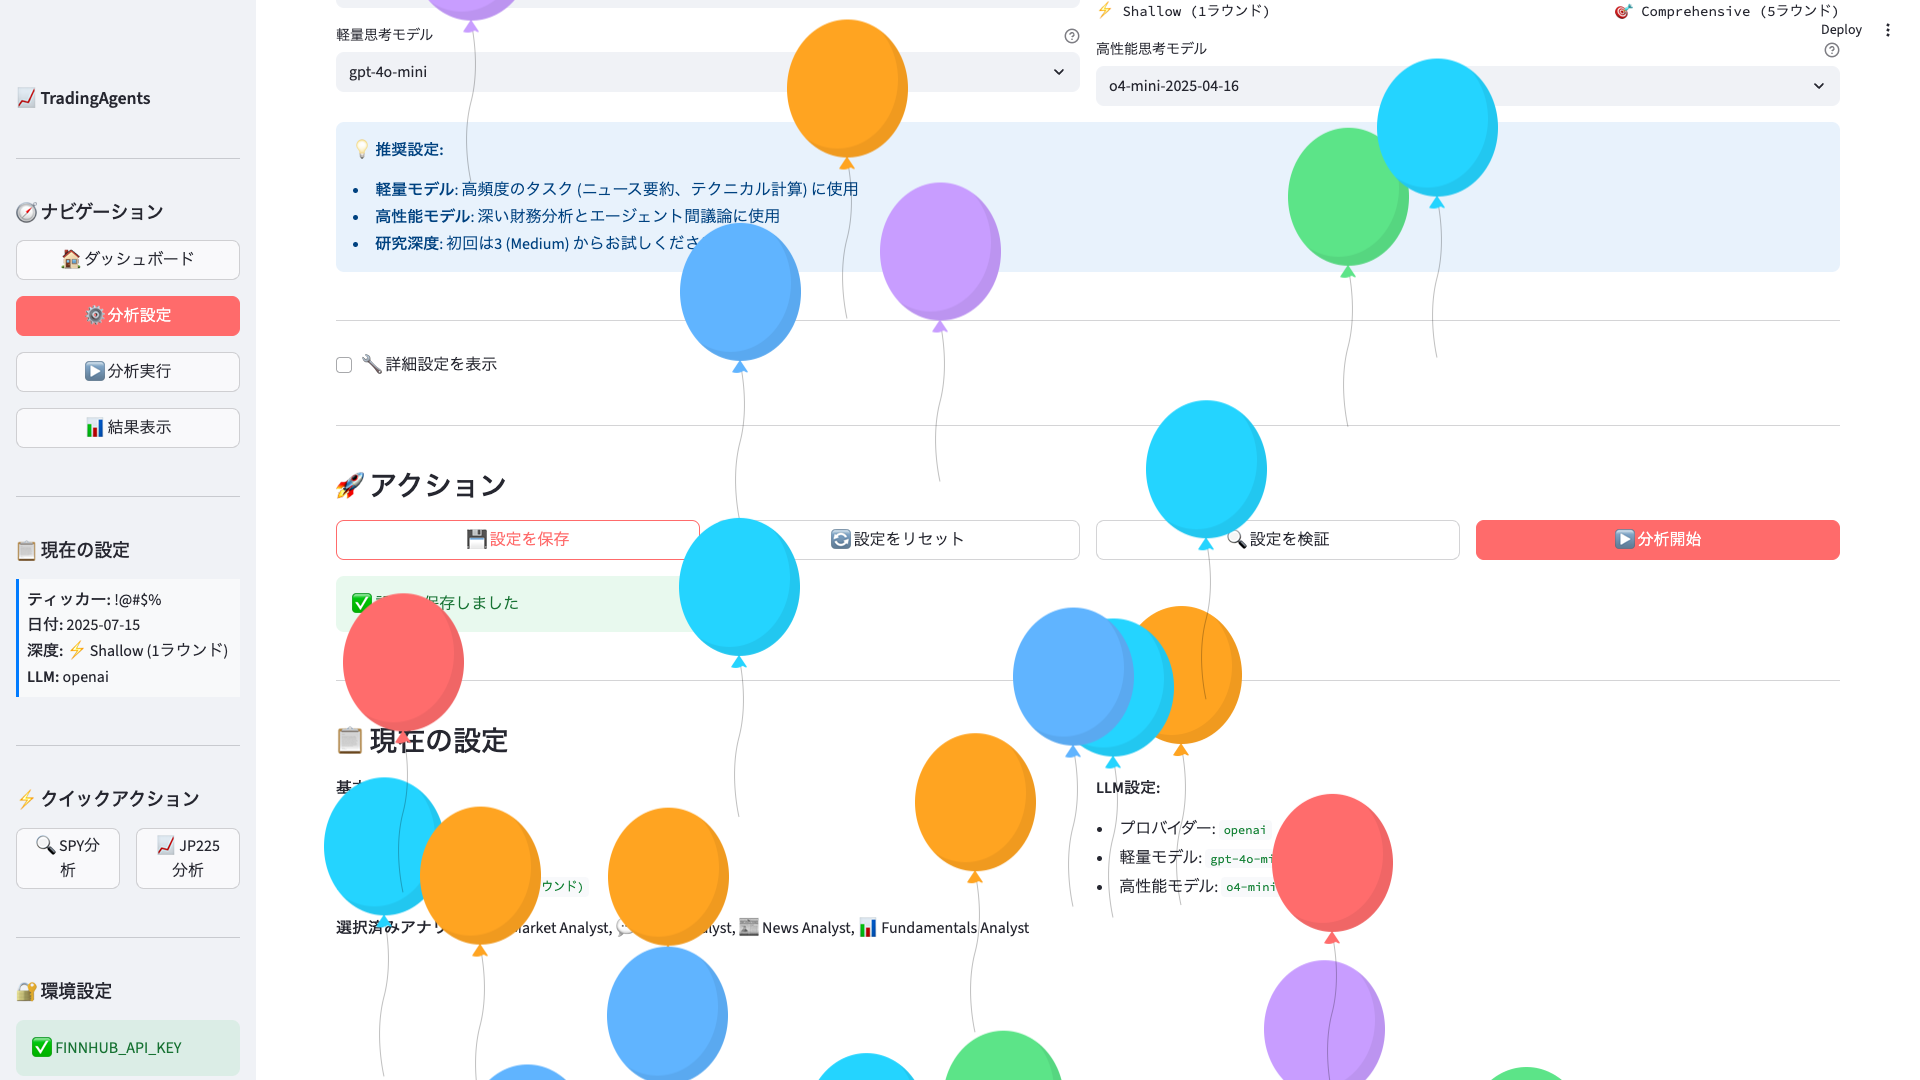 TradingAgents
ナビゲーション
ダッシュボード
分析設定
分析実行
結果表示
現在の設定
ティッカー: !@#$%
日付: 2025-07-15
深度: ⚡ Shallow (1ラウンド)
LLM: openai
クイックアクション
SPY分
析
JP225
分析
環境設定
FINNHUB_API_KEY
⚡ Shallow (1ラウンド)
Comprehensive (5ラウンド)
Deploy
軽量思考モデル
gpt-4o-mini
高性能思考モデル
o4-mini-2025-04-16
推奨設定:
• 軽量モデル: 高頻度のタスク (ニュース要約、テクニカル計算) に使用
• 高性能モデル: 深い財務分析とエージェント間議論に使用
• 研究深度: 初回は3 (Medium) からお試しくださ
詳細設定を表示
アクション
設定を保存
設定をリセット
設定を検証
分析開始
保存しました
現在の設定
LLM設定:
• プロバイダー: openai
• 軽量モデル: gpt-4o-mi
• 高性能モデル: o4-mini
ウンド)
選択済みアナリ arket Analyst, lyst, News Analyst, Fundamentals Analyst